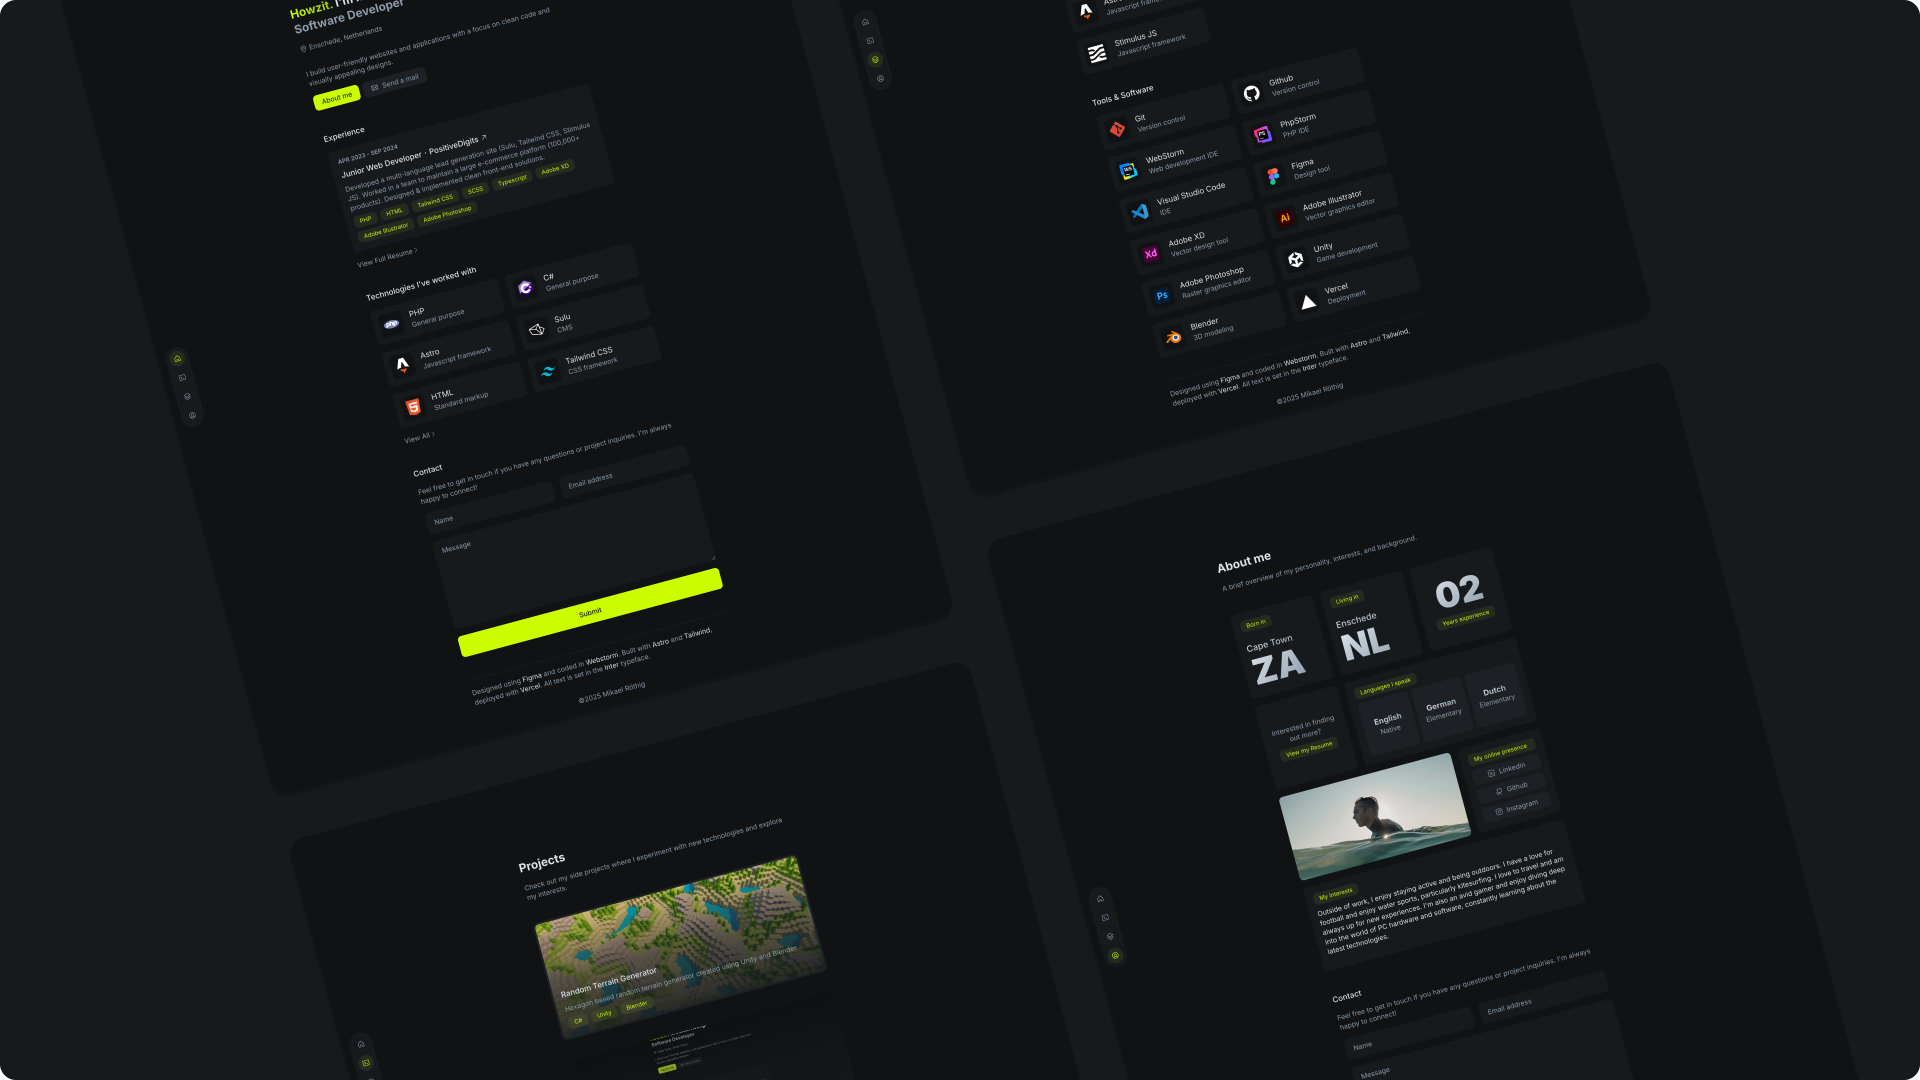 Howzit.
Software Developer
Enschede, Netherlands
I build user-friendly websites and applications with a focus on clean code and
visually appealing designs.
About me
Send a mail
Experience
APR 2023 - SEP 2024
Junior Web Developer · PositiveDigits ↗
Developed a multi-language lead generation site (Sulu, Tailwind CSS, Stimulus
JS). Worked in a team to maintain a large e-commerce platform (100,000+
products). Designed & implemented clean front-end solutions.
PHP
HTML
Tailwind CSS
SCSS
Typescript
Adobe XD
Adobe Illustrator
Adobe Photoshop
View Full Resume >
Technologies I've worked with
PHP
General purpose
C#
General purpose
Astro
Javascript framework
Sulu
CMS
HTML
Standard markup
Tailwind CSS
CSS framework
View All >
Contact
Feel free to get in touch if you have any questions or project inquiries. I'm always
happy to connect!
Name
Email address
Message
Submit
Designed using Figma and coded in Webstorm. Built with Astro and Tailwind,
deployed with Vercel. All text is set in the Inter typeface.
©2025 Mikael Röthig
Javascript
Stimulus JS
Javascript framework
Tools & Software
Git
Version control
Github
Version control
WebStorm
Web development IDE
PhpStorm
PHP IDE
Visual Studio Code
IDE
Figma
Design tool
Adobe XD
Vector design tool
Adobe Illustrator
Vector graphics editor
Adobe Photoshop
Raster graphics editor
Unity
Game development
Blender
3D modeling
Vercel
Deployment
Designed using Figma and coded in Webstorm. Built with Astro and Tailwind,
deployed with Vercel. All text is set in the Inter typeface.
©2025 Mikael Röthig
Projects
Check out my side projects where I experiment with new technologies and explore
my interests.
Random Terrain Generator
Hexagon based random terrain generator created using Unity and Blender.
C#
Unity
Blender
Software Developer
About me
A brief overview of my personality, interests, and background.
Born in
Cape Town
ZA
Living in
Enschede
NL
02
Years experience
Interested in finding
out more?
View my Resume
Languages I speak
English
Native
German
Elementary
Dutch
Elementary
My online presence
LinkedIn
Github
Instagram
My interests
Outside of work, I enjoy staying active and being outdoors. I have a love for
football and enjoy water sports, particularly kitesurfing. I love to travel and am
always up for new experiences. I'm also an avid gamer and enjoy diving deep
into the world of PC hardware and software, constantly learning about the
latest technologies.
Contact
Feel free to get in touch if you have any questions or project inquiries. I'm always
happy to connect!
Name
Email address
Message